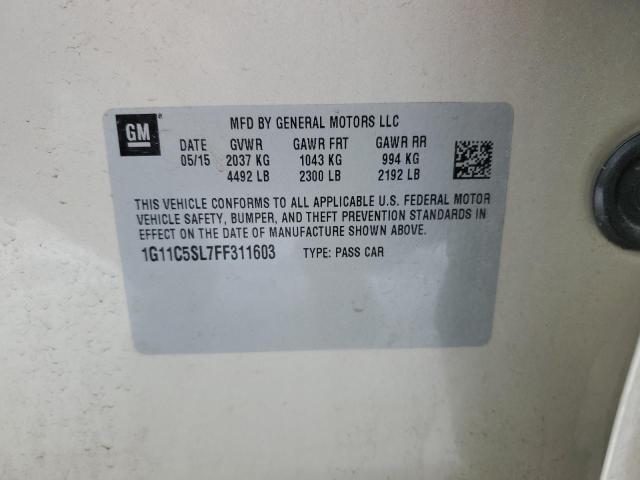 GM
MFD BY GENERAL MOTORS LLC
DATE GVWR GAWR FRT GAWR RR
05/15 2037 KG 1043 KG 994 KG
4492 LB 2300 LB 2192 LB
THIS VEHICLE CONFORMS TO ALL APPLICABLE U.S. FEDERAL MOTOR
VEHICLE SAFETY, BUMPER, AND THEFT PREVENTION STANDARDS IN
EFFECT ON THE DATE OF MANUFACTURE SHOWN ABOVE.
1G11C5SL7FF311603 TYPE: PASS CAR